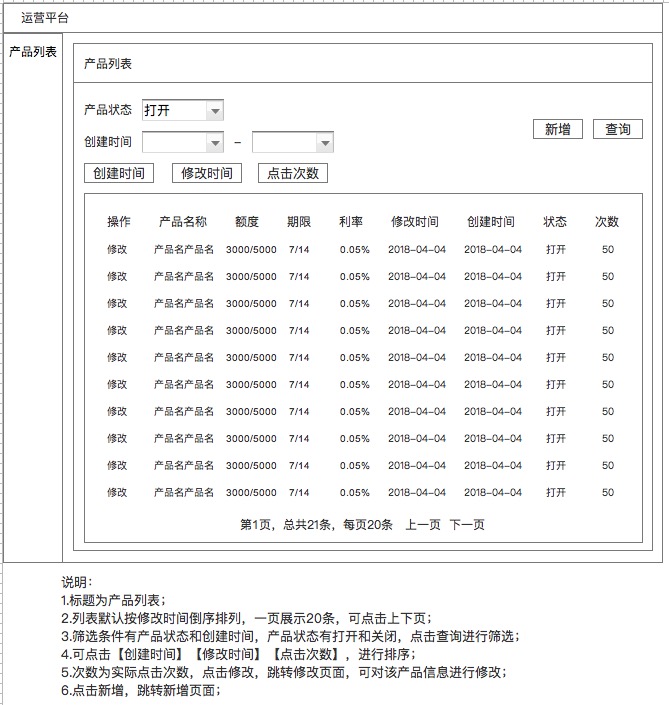 运营平台
产品列表
产品列表
产品状态 打开
创建时间 –
新增 查询
创建时间 修改时间 点击次数
操作 产品名称 额度 期限 利率 修改时间 创建时间 状态 次数
修改 产品名产品名 3000/5000 7/14 0.05% 2018-04-04 2018-04-04 打开 50
修改 产品名产品名 3000/5000 7/14 0.05% 2018-04-04 2018-04-04 打开 50
修改 产品名产品名 3000/5000 7/14 0.05% 2018-04-04 2018-04-04 打开 50
修改 产品名产品名 3000/5000 7/14 0.05% 2018-04-04 2018-04-04 打开 50
修改 产品名产品名 3000/5000 7/14 0.05% 2018-04-04 2018-04-04 打开 50
修改 产品名产品名 3000/5000 7/14 0.05% 2018-04-04 2018-04-04 打开 50
修改 产品名产品名 3000/5000 7/14 0.05% 2018-04-04 2018-04-04 打开 50
修改 产品名产品名 3000/5000 7/14 0.05% 2018-04-04 2018-04-04 打开 50
修改 产品名产品名 3000/5000 7/14 0.05% 2018-04-04 2018-04-04 打开 50
修改 产品名产品名 3000/5000 7/14 0.05% 2018-04-04 2018-04-04 打开 50
第1页，总共21条，每页20条 上一页 下一页
说明：
1.标题为产品列表；
2.列表默认按修改时间倒序排列，一页展示20条，可点击上下页；
3.筛选条件有产品状态和创建时间，产品状态有打开和关闭，点击查询进行筛选；
4.可点击【创建时间】【修改时间】【点击次数】，进行排序；
5.次数为实际点击次数，点击修改，跳转修改页面，可对该产品信息进行修改；
6.点击新增，跳转新增页面；